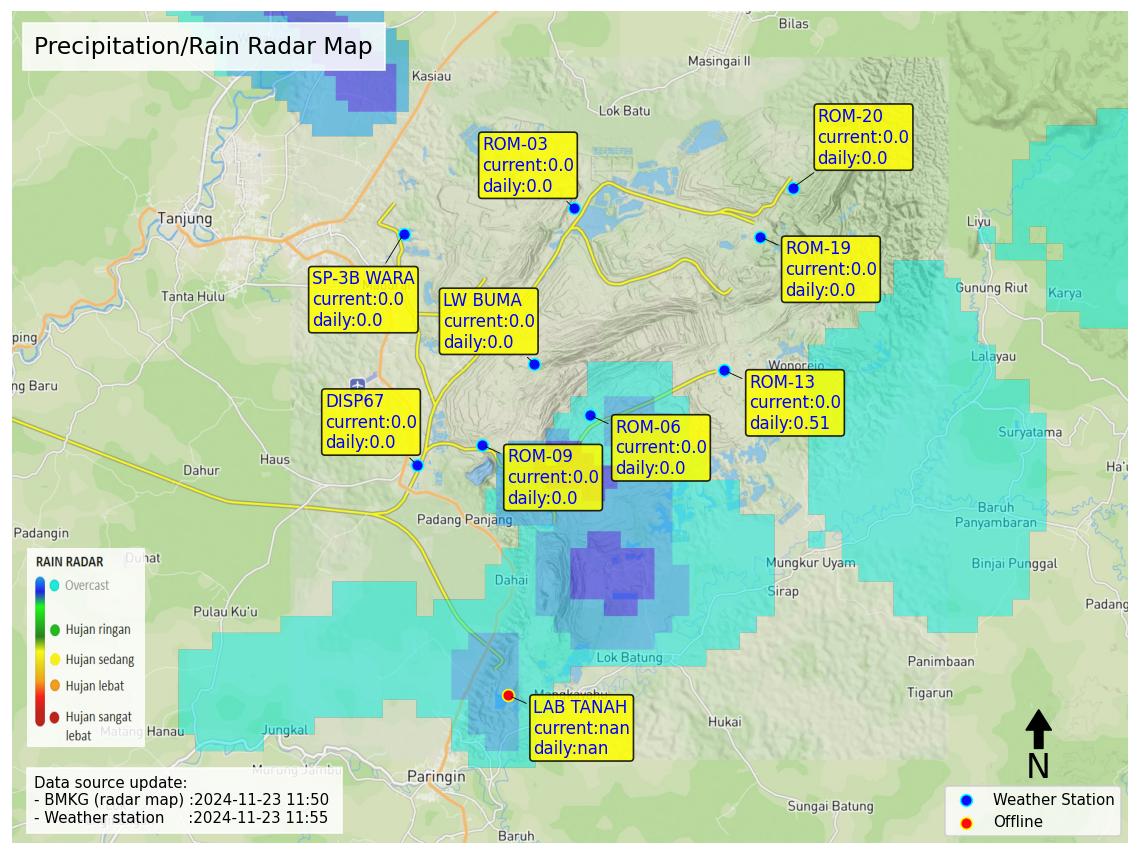 Precipitation/Rain Radar Map
Bilas
Masingai II
Kasiau
Lok Batu
ROM-20
current:0.0
daily:0.0
ROM-03
current:0.0
daily:0.0
Tanjung
Liyu
ROM-19
current:0.0
daily:0.0
SP-3B WARA
current:0.0
daily:0.0
Tanta Hulu
LW BUMA
current:0.0
daily:0.0
Gunung Riut
Karya
ping
Lalayau
Wonorejo
ng Baru
ROM-13
current:0.0
daily:0.51
DISP67
current:0.0
daily:0.0
ROM-06
current:0.0
daily:0.0
Suryatama
ROM-09
current:0.0
daily:0.0
Haus
Dahur
Ha'u
Baruh
Panyambaran
Padang Panjang
Padangin
Duhat
Mungkur Uyam
Binjai Punggal
Dahai
Sirap
Padang
Pulau Ku'u
RAIN RADAR
Overcast
Hujan ringan
Hujan sedang
Hujan lebat
Hujan sangat
lebat
Lok Batung
Panimbaan
Tigarun
LAB TANAH
current:nan
daily:nan
Hukai
Matang Hanau
Jungkal
Murung Jambu
Paringin
N
Sungai Batung
Baruh
Data source update:
- BMKG (radar map) :2024-11-23 11:50
- Weather station :2024-11-23 11:55
Weather Station
Offline